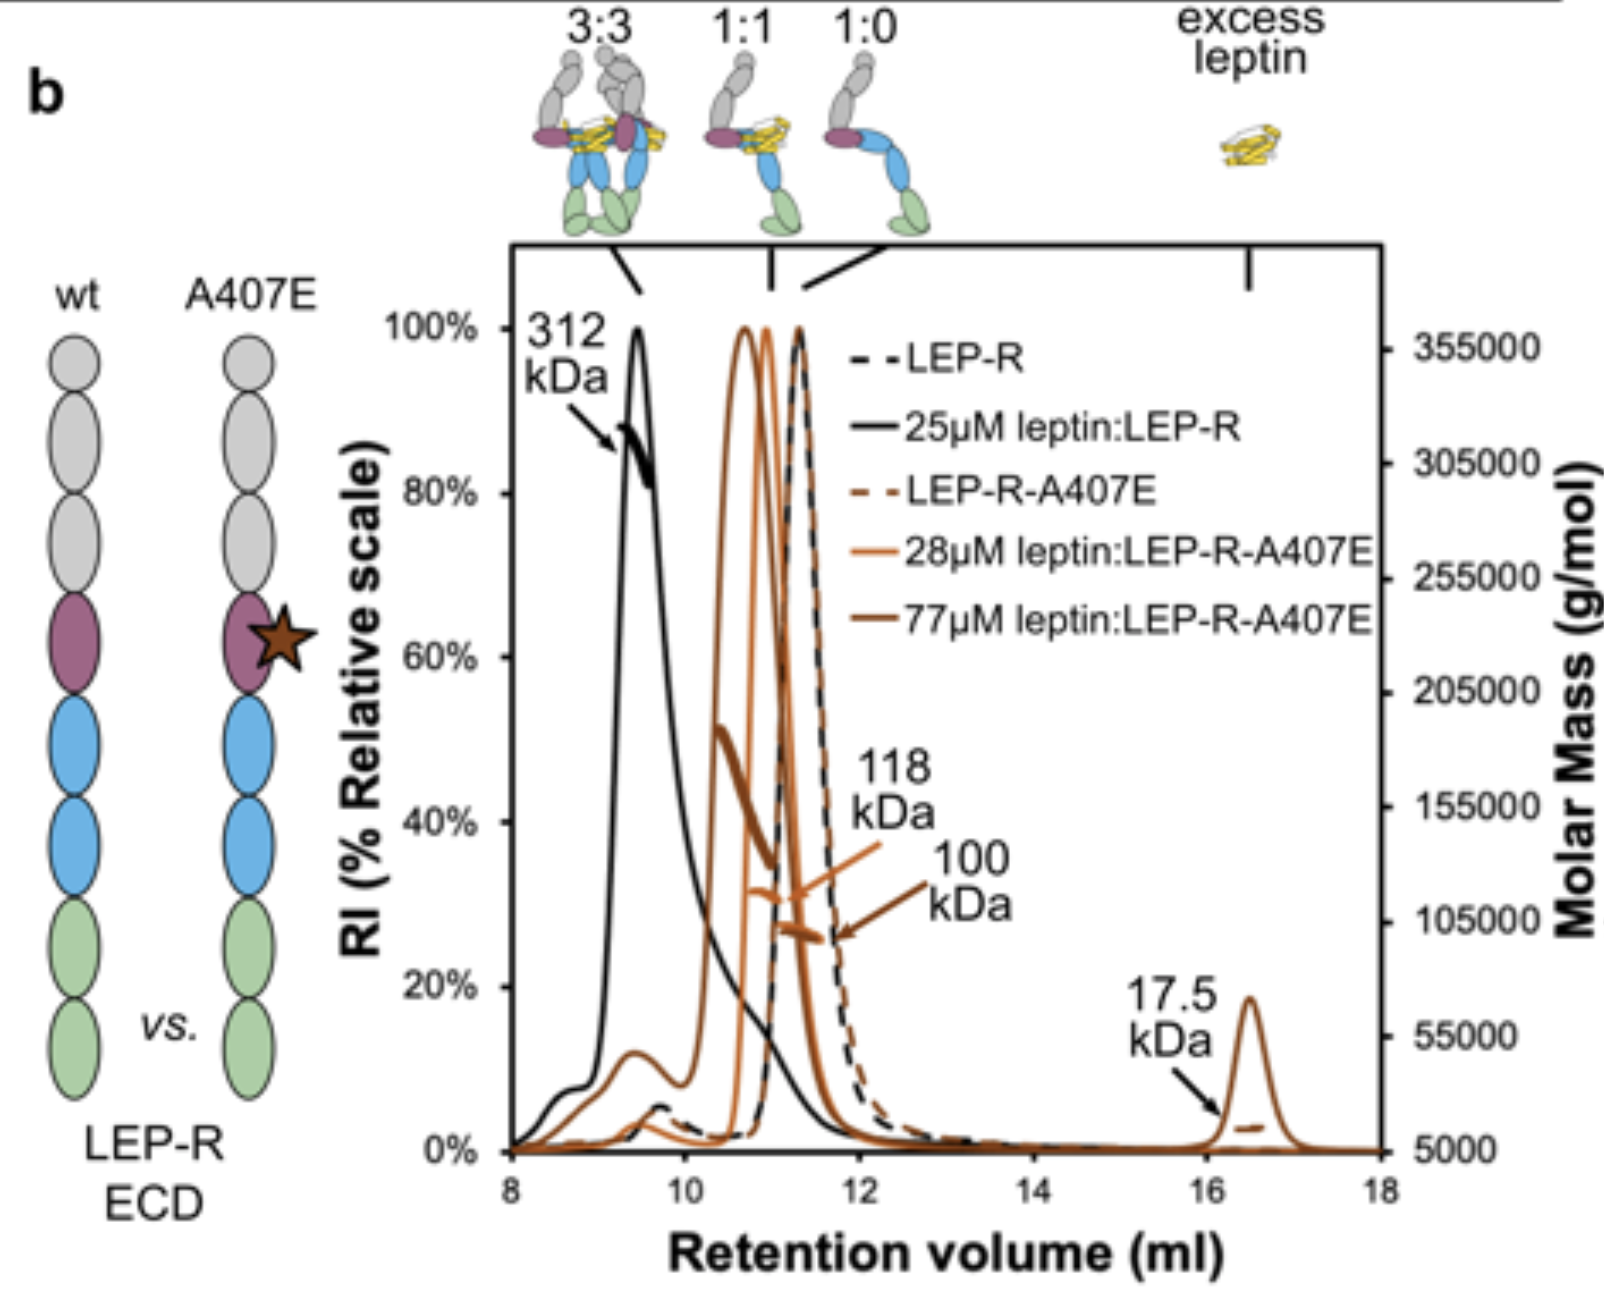 3:3 1:1 1:0 excess
leptin
b
wt A407E
vs.
LEP-R
ECD
RI (% Relative scale)
100%
80%
60%
40%
20%
0%
312
kDa
LEP-R
25µM leptin:LEP-R
LEP-R-A407E
28µM leptin:LEP-R-A407E
77µM leptin:LEP-R-A407E
118
kDa
100
kDa
17.5
kDa
355000
305000
255000
205000
155000
105000
55000
5000
Molar Mass (g/mol)
8 10 12 14 16 18
Retention volume (ml)